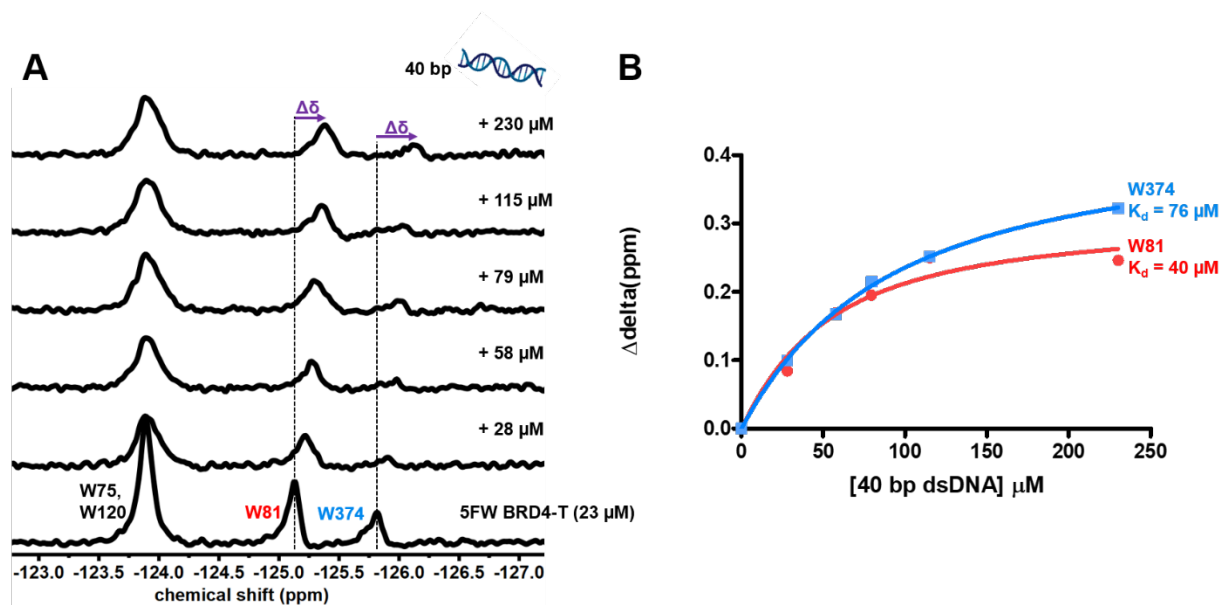 A
40 bp
Δδ
Δδ
+ 230 µM
+ 115 µM
+ 79 µM
+ 58 µM
+ 28 µM
W75,
W120
W81
W374
5FW BRD4-T (23 µM)
-123.0 -123.5 -124.0 -124.5 -125.0 -125.5 -126.0 -126.5 -127.0
chemical shift (ppm)
B
0.4
0.3
0.2
0.1
0.0
Δdelta(ppm)
W374
Kd = 76 µM
W81
Kd = 40 µM
0 50 100 150 200 250
[40 bp dsDNA] µM